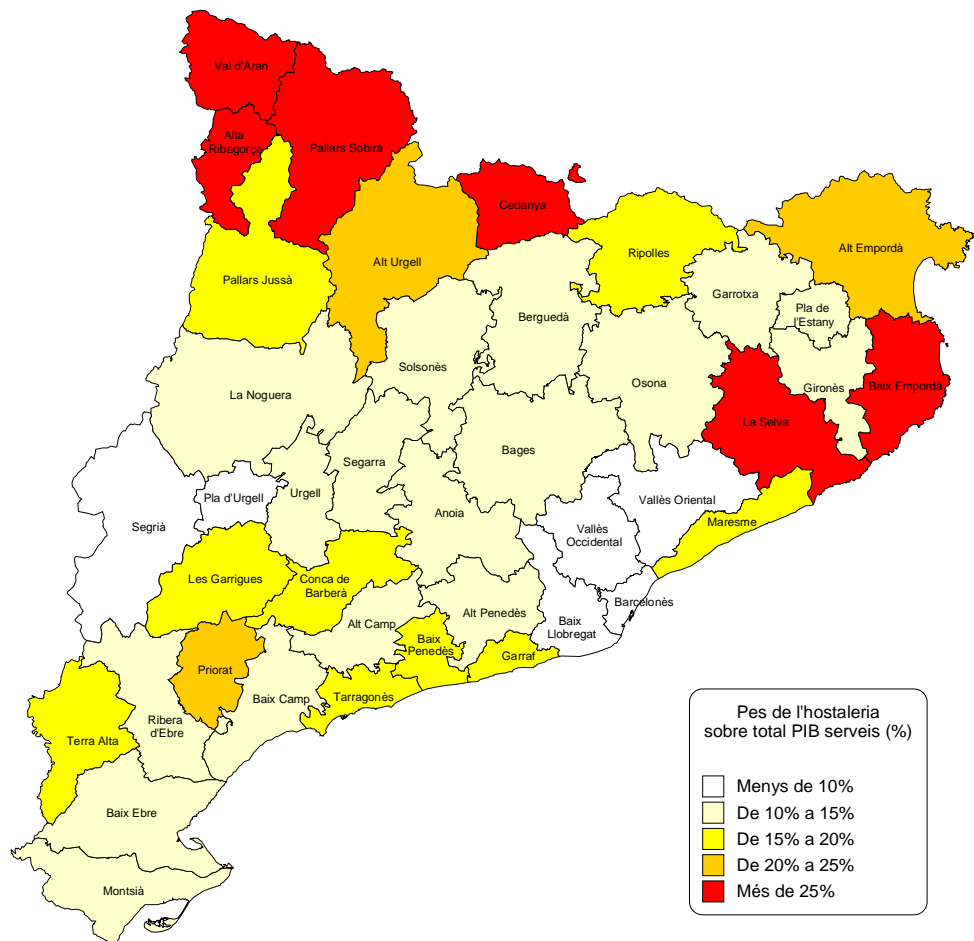 Val d'Aran
Alta
Ribagorça
Pallars Sobirà
Cedanya
Alt Urgell
Ripolles
Alt Empordà
Pallars Jussà
Berguedà
Garrotxa
Pla de
l'Estany
Solsonès
Osona
Gironès
Baix Empordà
La Noguera
La Selva
Segarra
Bages
Pla d'Urgell
Urgell
Vallès Oriental
Anoia
Segrià
Vallès
Occidental
Maresme
Les Garrigues
Conca de
Barberà
Barcelonès
Alt Penedès
Alt Camp
Baix
Llobregat
Baix
Penedès
Garraf
Priorat
Baix Camp
Tarragonès
Ribera
d'Ebre
Terra Alta
Baix Ebre
Montsià
Pes de l'hostaleria
sobre total PIB serveis (%)
Menys de 10%
De 10% a 15%
De 15% a 20%
De 20% a 25%
Més de 25%